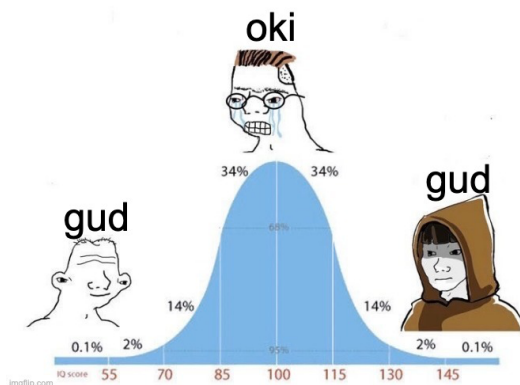 oki
34% 34%
gud
gud
68%
14% 14%
0.1% 2% 95% 2% 0.1%
IQ score 55 70 85 100 115 130 145
imgflip.com